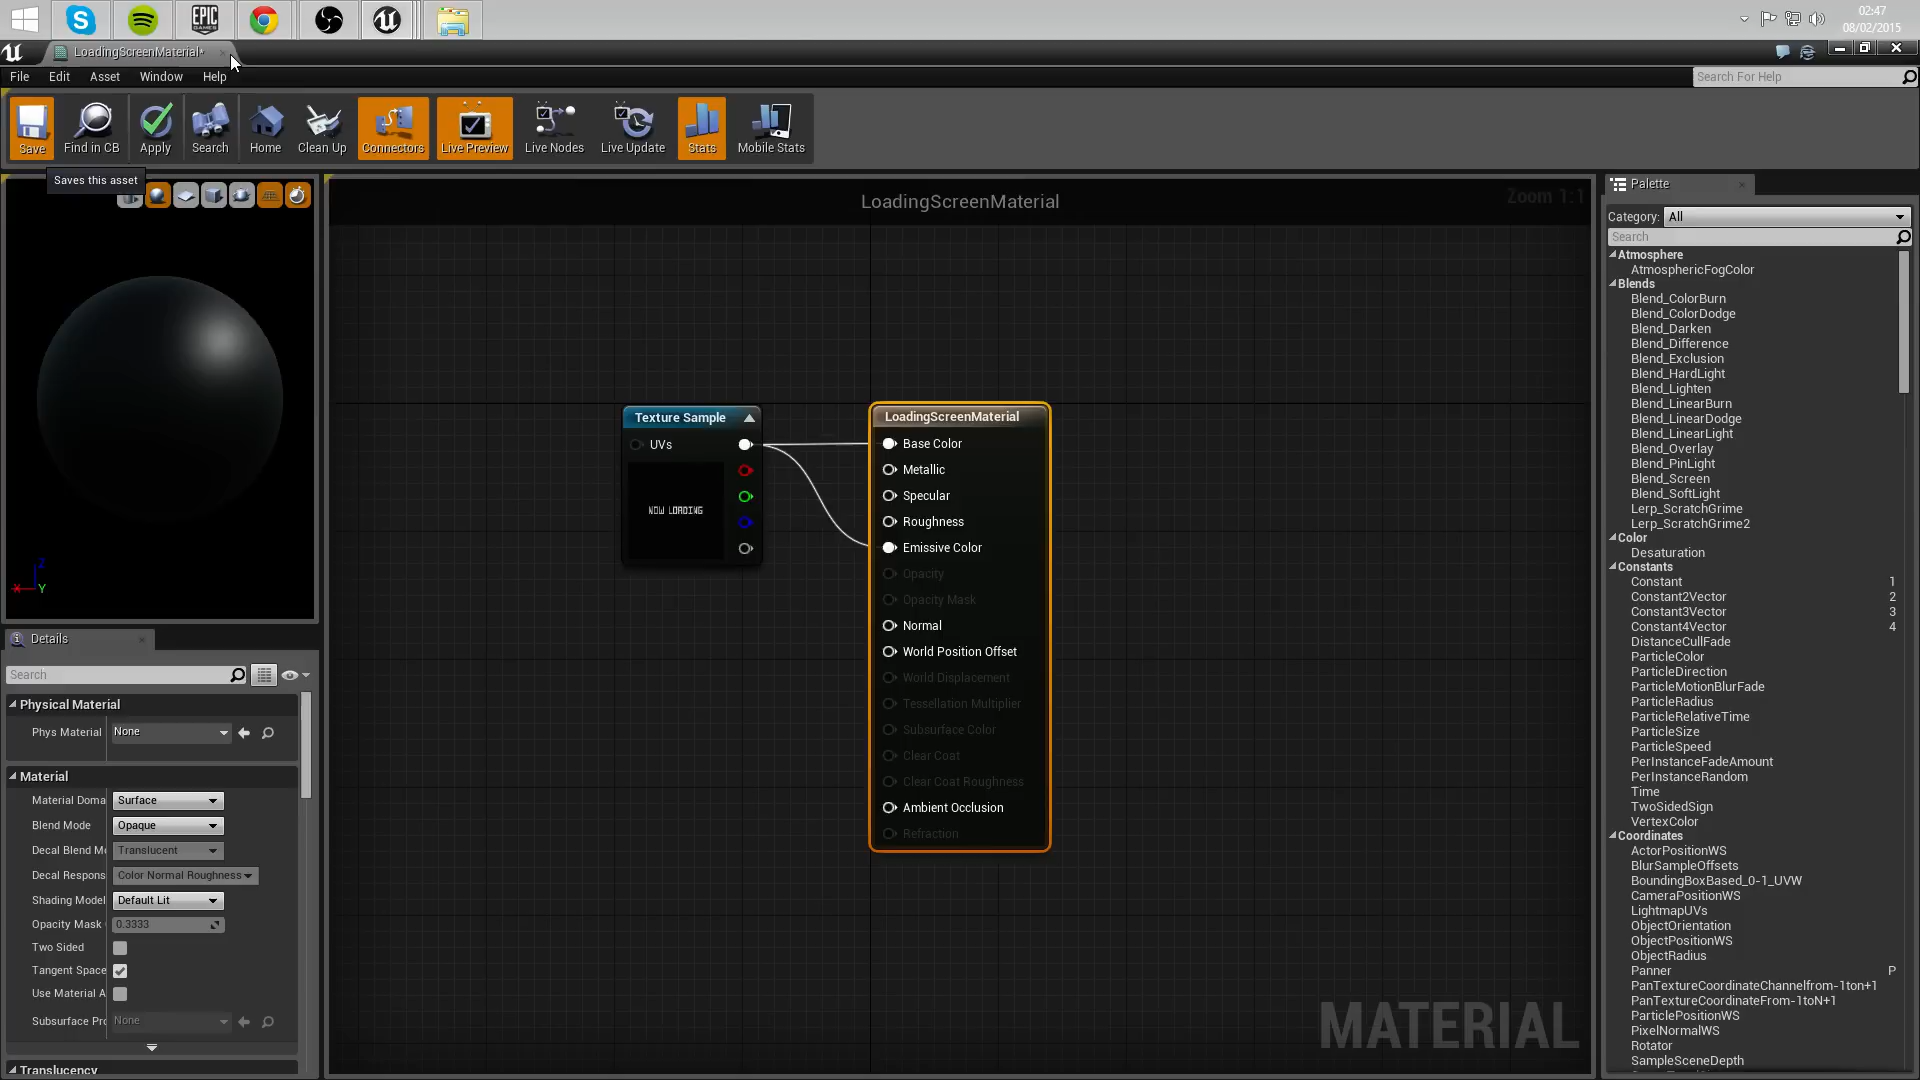 EPIC
GAMES
02:47
08/02/2015
LoadingScreenMaterial*
File Edit Asset Window Help
Search For Help
Save Find in CB Apply Search Home Clean Up Connectors Live Preview Live Nodes Live Update Stats Mobile Stats
Saves this asset
LoadingScreenMaterial
Zoom 1:1
Texture Sample
UVs
NOW LOADING
LoadingScreenMaterial
Base Color
Metallic
Specular
Roughness
Emissive Color
Opacity
Opacity Mask
Normal
World Position Offset
World Displacement
Tessellation Multiplier
Subsurface Color
Clear Coat
Clear Coat Roughness
Ambient Occlusion
Refraction
MATERIAL
X
Z
Y
Details
Search
Physical Material
Phys Material None
Material
Material Doma Surface
Blend Mode Opaque
Decal Blend Mo Translucent
Decal Respons Color Normal Roughness
Shading Model Default Lit
Opacity Mask 0.3333
Two Sided
Tangent Space
Use Material A
Subsurface Pro None
Translucency
Palette
Category: All
Search
Atmosphere
AtmosphericFogColor
Blends
Blend_ColorBurn
Blend_ColorDodge
Blend_Darken
Blend_Difference
Blend_Exclusion
Blend_HardLight
Blend_Lighten
Blend_LinearBurn
Blend_LinearDodge
Blend_LinearLight
Blend_Overlay
Blend_PinLight
Blend_Screen
Blend_SoftLight
Lerp_ScratchGrime
Lerp_ScratchGrime2
Color
Desaturation
Constants
Constant 1
Constant2Vector 2
Constant3Vector 3
Constant4Vector 4
DistanceCullFade
ParticleColor
ParticleDirection
ParticleMotionBlurFade
ParticleRadius
ParticleRelativeTime
ParticleSize
ParticleSpeed
PerInstanceFadeAmount
PerInstanceRandom
Time
TwoSidedSign
VertexColor
Coordinates
ActorPositionWS
BlurSampleOffsets
BoundingBoxBased_0-1_UVW
CameraPositionWS
LightmapUVs
ObjectOrientation
ObjectPositionWS
ObjectRadius
Panner P
PanTextureCoordinateChannelfrom-1ton+1
PanTextureCoordinateFrom-1toN+1
ParticlePositionWS
PixelNormalWS
Rotator
SampleSceneDepth